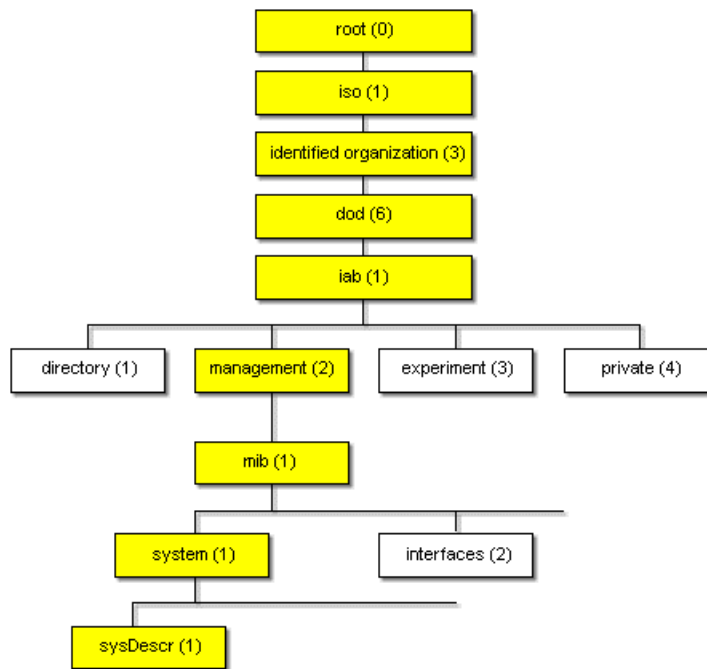 root (0)
iso (1)
identified organization (3)
dod (6)
iab (1)
directory (1)
management (2)
experiment (3)
private (4)
mib (1)
system (1)
interfaces (2)
sysDescr (1)